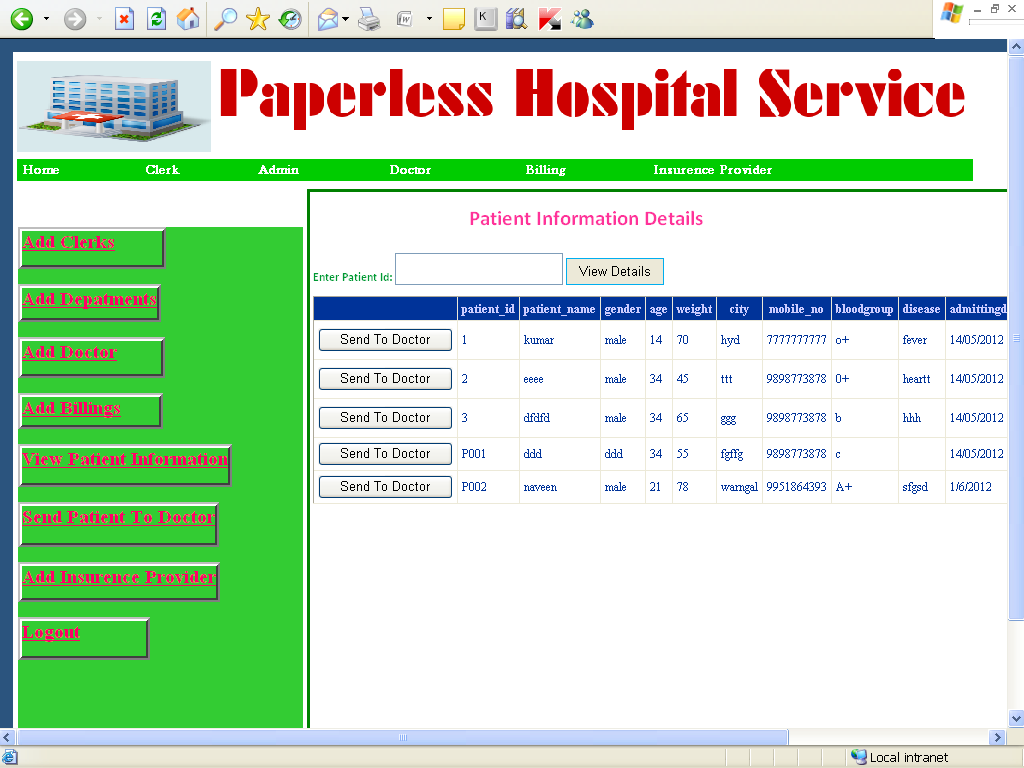 W
K
Paperless Hospital Service
Home Clerk Admin Doctor Billing Insurence Provider
Add Clerks
Add Depatments
Add Doctor
Add Billings
View Patient Information
Send Patient To Doctor
Add Insurence Provider
Logout
Patient Information Details
Enter Patient Id: View Details
patient_id patient_name gender age weight city mobile_no bloodgroup disease admittingd
Send To Doctor 1 kumar male 14 70 hyd 7777777777 o+ fever 14/05/2012
Send To Doctor 2 eeee male 34 45 ttt 9898773878 0+ heartt 14/05/2012
Send To Doctor 3 dfdfd male 34 65 ggg 9898773878 b hhh 14/05/2012
Send To Doctor P001 ddd ddd 34 55 fgffg 9898773878 c 14/05/2012
Send To Doctor P002 naveen male 21 78 warngal 9951864393 A+ sfgsd 1/6/2012
Local intranet